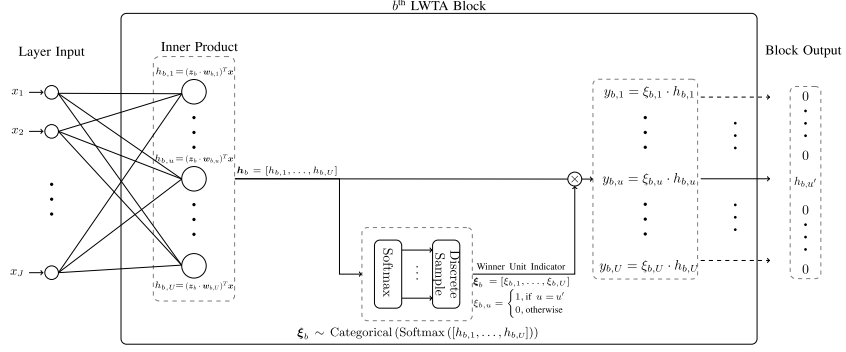 b^th LWTA Block
Layer Input
Inner Product
Block Output
h_{b,1} = (z_b · w_{b,1})^T x
x_1
x_2
x_J
h_{b,u} = (z_b · w_{b,u})^T x
h_{b,U} = (z_b · w_{b,U})^T x
h_b = [h_{b,1}, . . . , h_{b,U}]
Softmax
· · ·
Discrete
Sample
Winner Unit Indicator
ξ_b = [ξ_{b,1}, . . . , ξ_{b,U}]
ξ_{b,u} = { 1, if u = u′
0, otherwise
ξ_b ∼ Categorical (Softmax ([h_{b,1}, . . . , h_{b,U}]))
×
y_{b,1} = ξ_{b,1} · h_{b,1}
y_{b,u} = ξ_{b,u} · h_{b,u}
y_{b,U} = ξ_{b,U} · h_{b,U}
0
0
h_{b,u′}
0
0